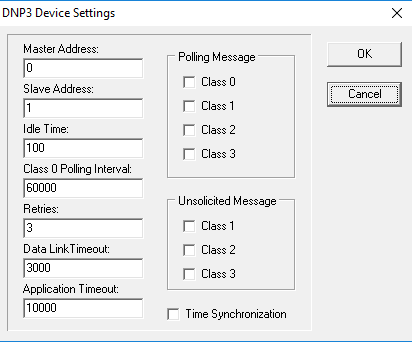 DNP3 Device Settings
Master Address:
0
Slave Address:
1
Idle Time:
100
Class 0 Polling Interval:
60000
Retries:
3
Data LinkTimeout:
3000
Application Timeout:
10000
Polling Message
Class 0
Class 1
Class 2
Class 3
Unsolicited Message
Class 1
Class 2
Class 3
Time Synchronization
OK
Cancel